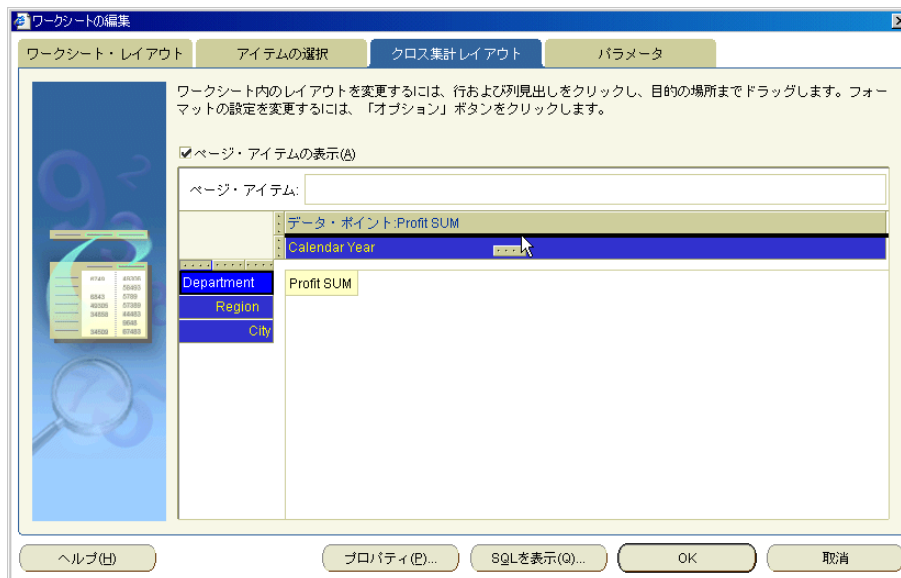 ワークシートの編集
ワークシート・レイアウト アイテムの選択 クロス集計レイアウト パラメータ
ワークシート内のレイアウトを変更するには、行および列見出しをクリックし、目的の場所までドラッグします。フォー
マットの設定を変更するには、「オプション」ボタンをクリックします。
ページ・アイテムの表示(A)
ページ・アイテム:
データ・ポイント:Profit SUM
Calendar Year
Department Profit SUM
Region
City
ヘルプ(H) プロパティ(P)... SQLを表示(Q)... OK 取消